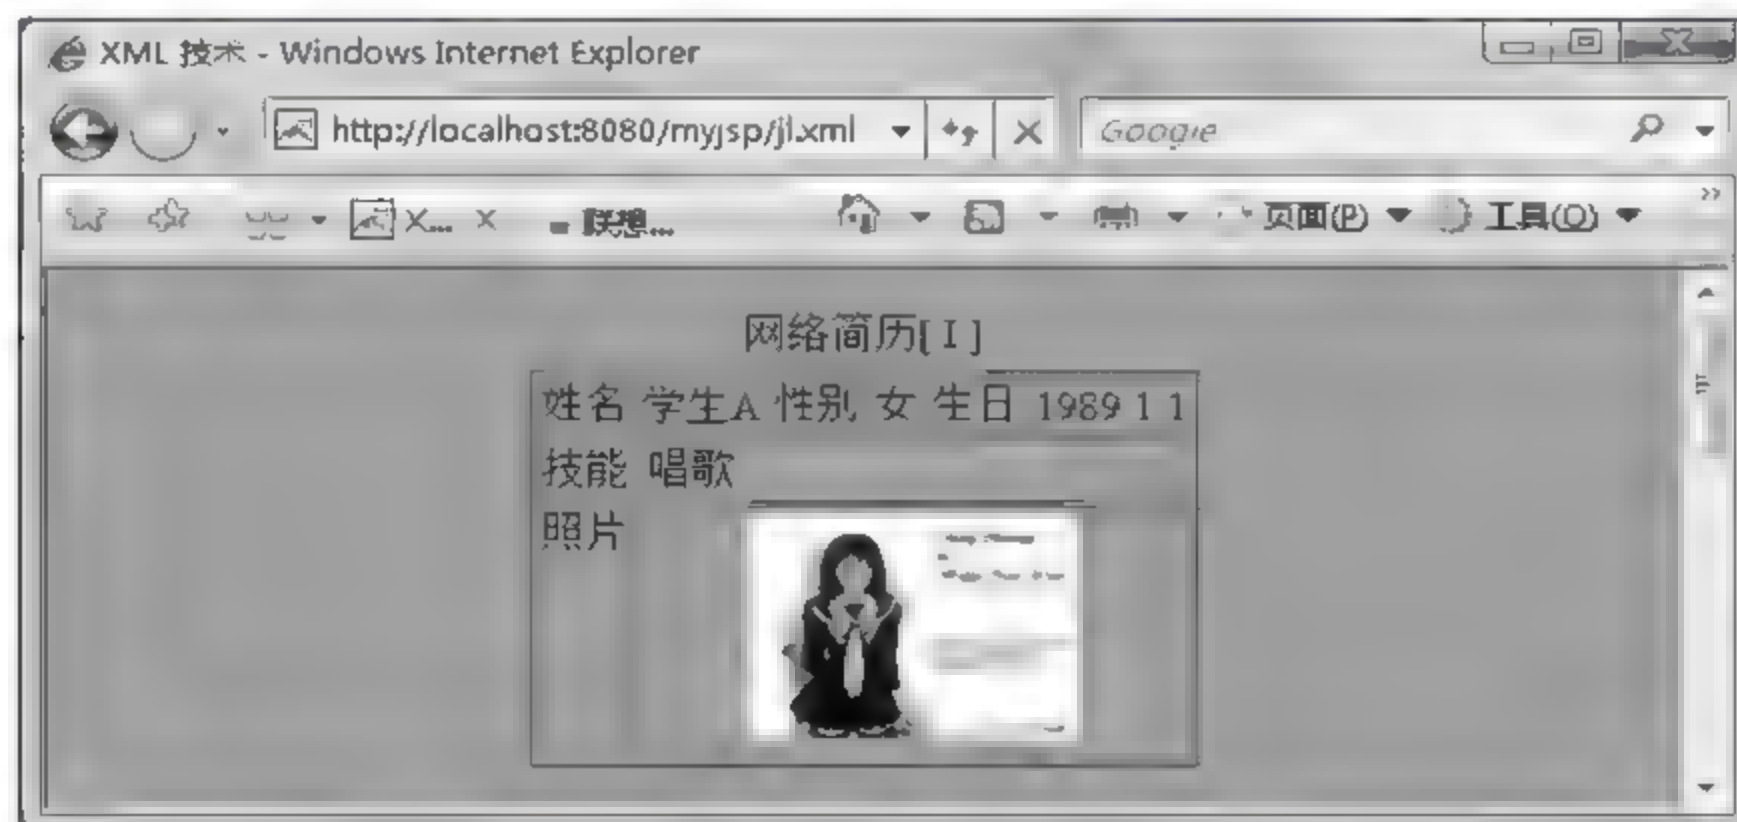 XML 技术 - Windows Internet Explorer
http://localhost:8080/myjsp/jl.xml
Google
X... 联想... 页面(P) 工具(O)
网络简历[ I ]
姓名 学生A 性别 女 生日 1989 1 1
技能 唱歌
照片